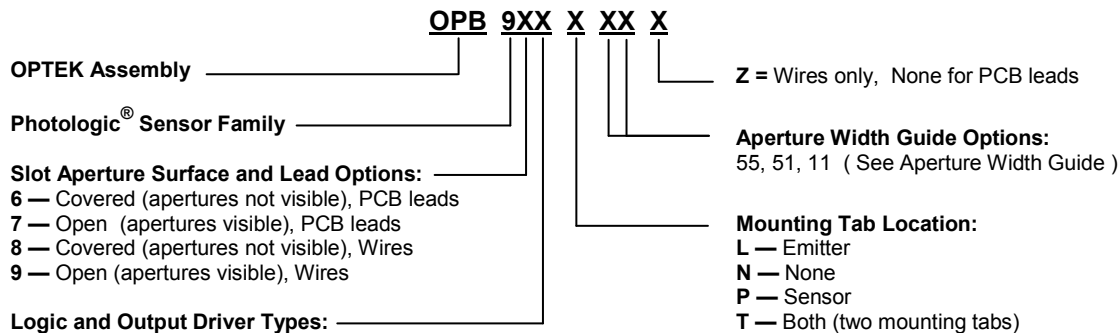 OPB 9XX X XX X
OPTEK Assembly
Photologic® Sensor Family
Slot Aperture Surface and Lead Options:
6 — Covered (apertures not visible), PCB leads
7 — Open (apertures visible), PCB leads
8 — Covered (apertures not visible), Wires
9 — Open (apertures visible), Wires
Logic and Output Driver Types:
Z = Wires only, None for PCB leads
Aperture Width Guide Options:
55, 51, 11 ( See Aperture Width Guide )
Mounting Tab Location:
L — Emitter
N — None
P — Sensor
T — Both (two mounting tabs)